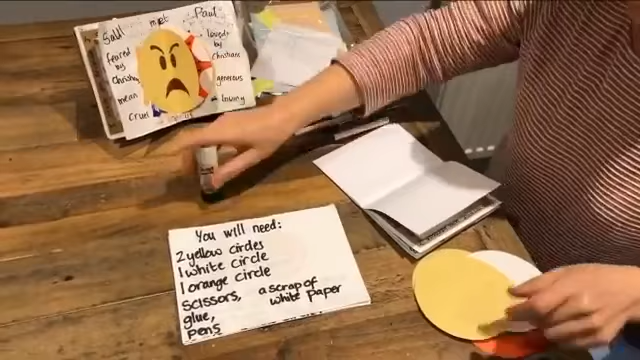 Saul met Paul
feared by Christians
mean
cruel
Loved by Christians
generous
loving
You will need:
2 yellow circles
1 white circle
1 orange circle
scissors,
glue,
pens
a scrap of
white paper